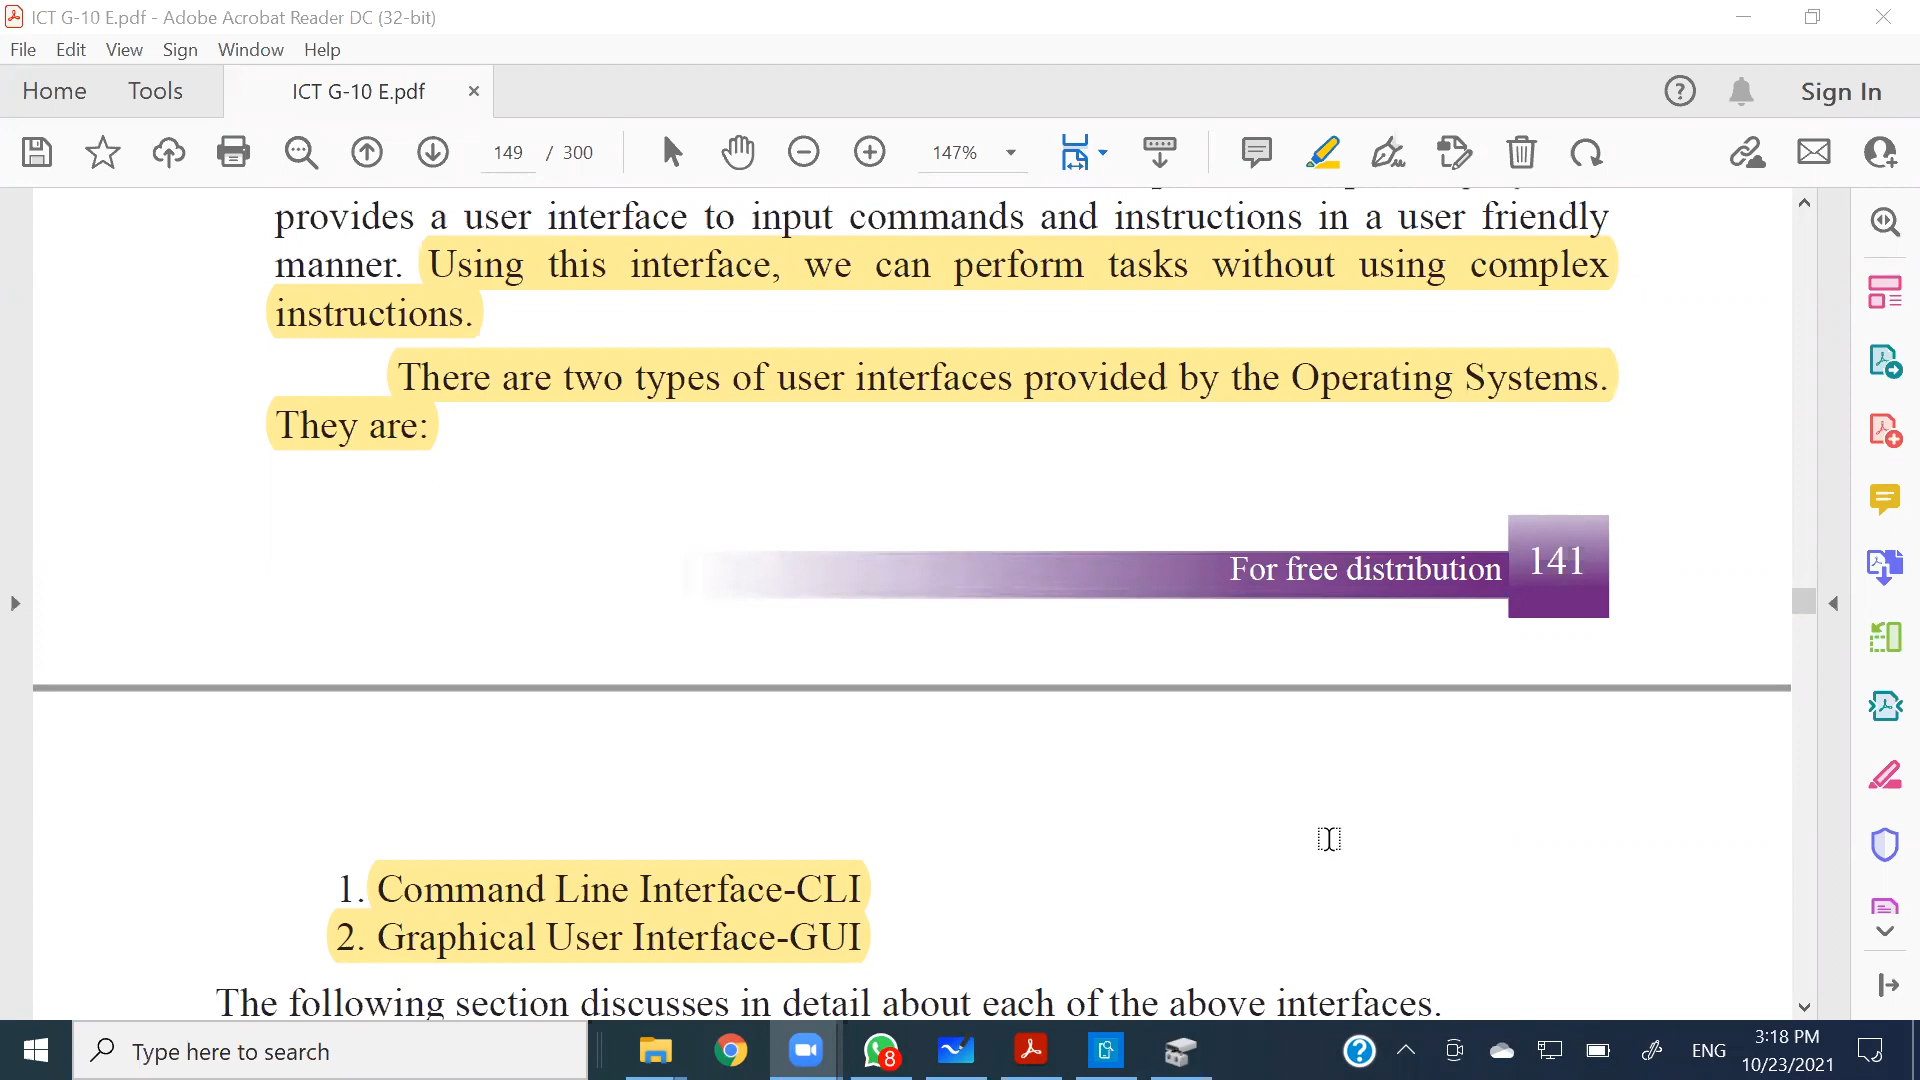 ICT G-10 E.pdf - Adobe Acrobat Reader DC (32-bit)
File Edit View Sign Window Help
Home Tools ICT G-10 E.pdf × Sign In
149 / 300 147%
provides a user interface to input commands and instructions in a user friendly
manner. Using this interface, we can perform tasks without using complex
instructions.
There are two types of user interfaces provided by the Operating Systems.
They are:
For free distribution 141
1. Command Line Interface-CLI
2. Graphical User Interface-GUI
The following section discusses in detail about each of the above interfaces.
Type here to search
8
ENG
3:18 PM
10/23/2021